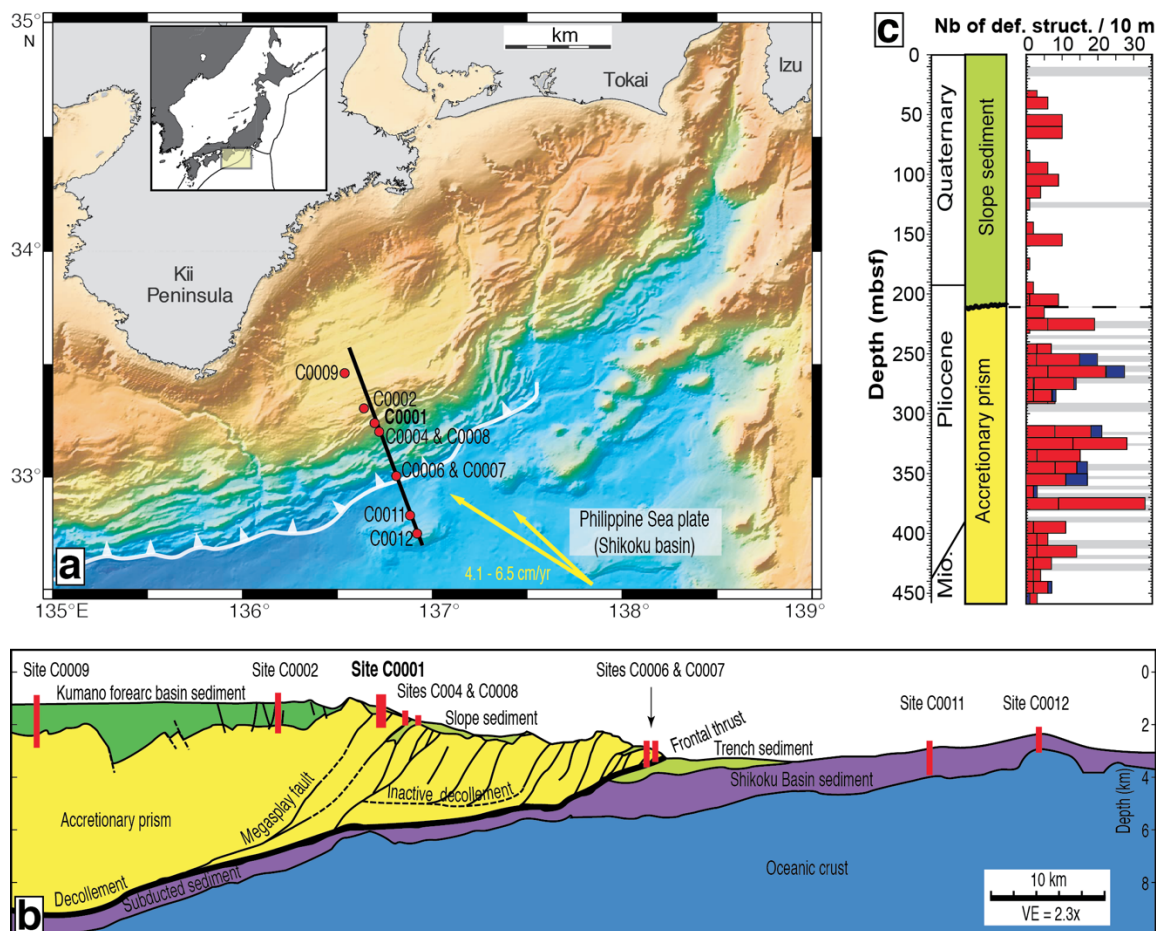 35°
N
km
Tokai
Izu
34°
Kii
Peninsula
C0009
C0002
C0001
C0004 & C0008
C0006 & C0007
33°
C0011
C0012
Philippine Sea plate
(Shikoku basin)
4.1 - 6.5 cm/yr
a
135°E
136°
137°
138°
139°
c
Nb of def. struct. / 10 m
0 10 20 30
Depth (mbsf)
0
50
100
150
200
250
300
350
400
450
Quaternary
Pliocene
Mio.
Slope sediment
Accretionary prism
Site C0009
Site C0002
Site C0001
Sites C0006 & C0007
Kumano forearc basin sediment
Sites C004 & C0008
Site C0011
Site C0012
Slope sediment
Frontal thrust
Trench sediment
Shikoku Basin sediment
Megasplay fault
Inactive decollement
Accretionary prism
Decollement
Subducted sediment
Oceanic crust
0
2
4
6
8
Depth (km)
10 km
VE = 2.3x
b